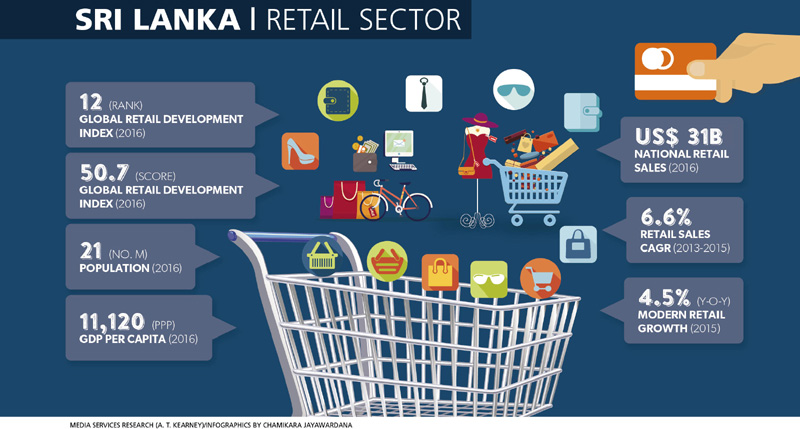 SRI LANKA | RETAIL SECTOR
12 (RANK)
GLOBAL RETAIL DEVELOPMENT
INDEX (2016)
50.7 (SCORE)
GLOBAL RETAIL DEVELOPMENT
INDEX (2016)
21 (NO. M)
POPULATION (2016)
11,120 (PPP)
GDP PER CAPITA (2016)
US$ 31B
NATIONAL RETAIL
SALES (2016)
6.6%
RETAIL SALES
CAGR (2013-2015)
4.5% (Y-O-Y)
MODERN RETAIL
GROWTH (2015)
MEDIA SERVICES RESEARCH (A. T. KEARNEY)/INFOGRAPHICS BY CHAMIKARA JAYAWARDANA